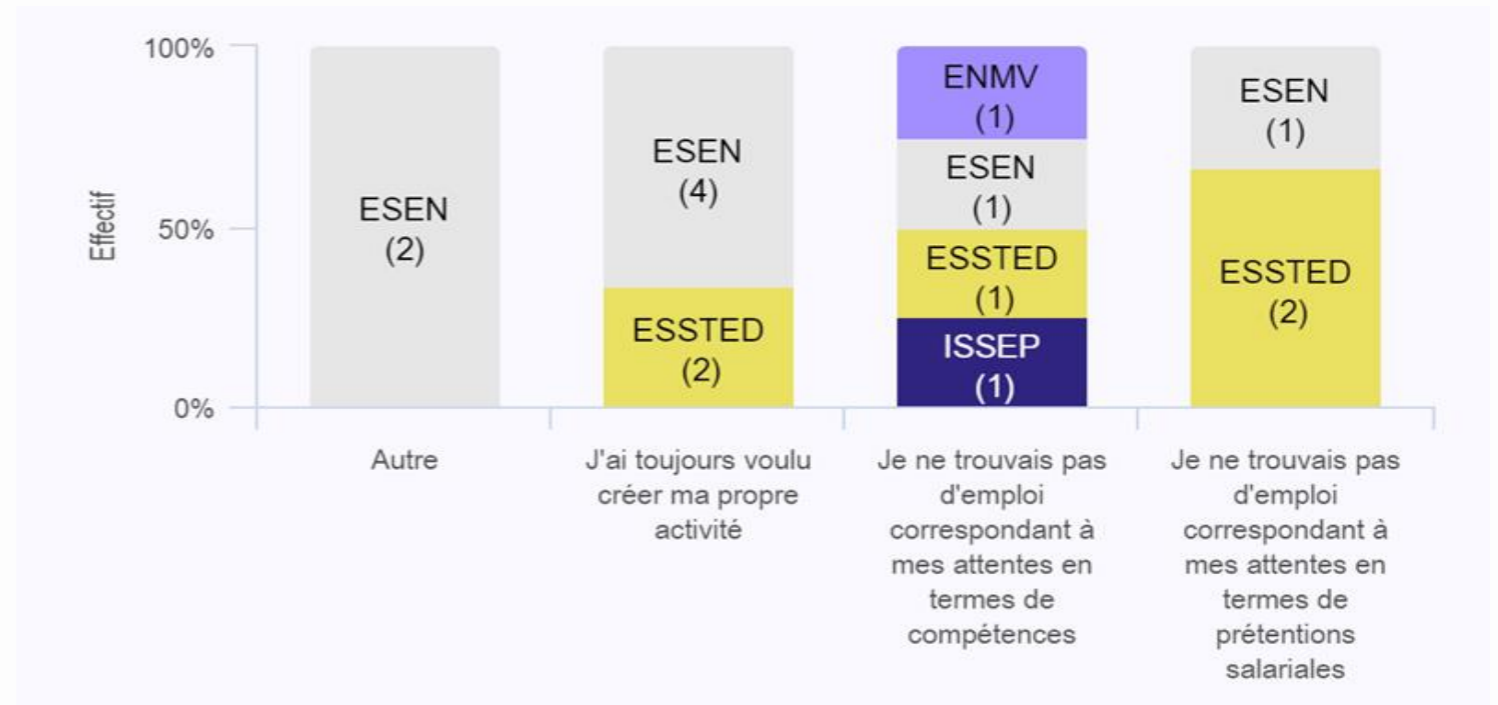 100%
50%
0%
Effectif
ESEN
(2)
ESEN
(4)
ESSTED
(2)
ENMV
(1)
ESEN
(1)
ESSTED
(1)
ISSEP
(1)
ESEN
(1)
ESSTED
(2)
Autre
J'ai toujours voulu
créer ma propre
activité
Je ne trouvais pas
d'emploi
correspondant à
mes attentes en
termes de
compétences
Je ne trouvais pas
d'emploi
correspondant à
mes attentes en
termes de
prétentions
salariales